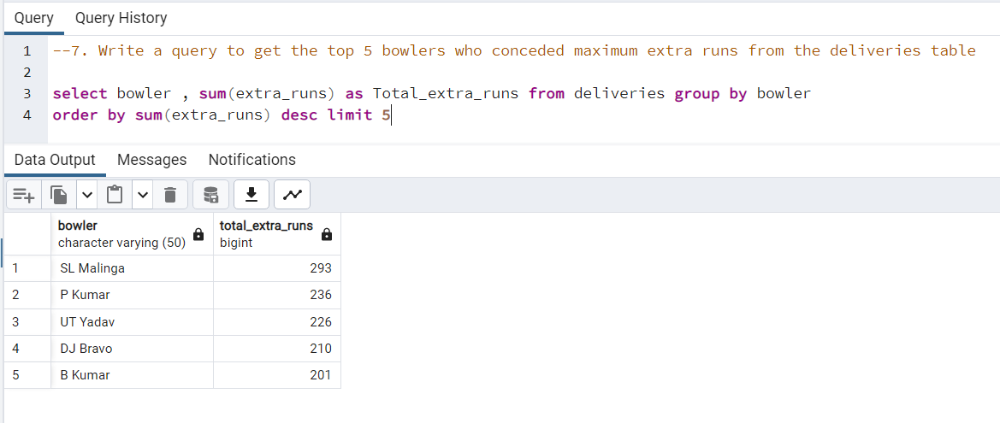 Query Query History
1 --7. Write a query to get the top 5 bowlers who conceded maximum extra runs from the deliveries table
2
3 select bowler , sum(extra_runs) as Total_extra_runs from deliveries group by bowler
4 order by sum(extra_runs) desc limit 5
Data Output Messages Notifications
bowler total_extra_runs
character varying (50) bigint
1 SL Malinga 293
2 P Kumar 236
3 UT Yadav 226
4 DJ Bravo 210
5 B Kumar 201